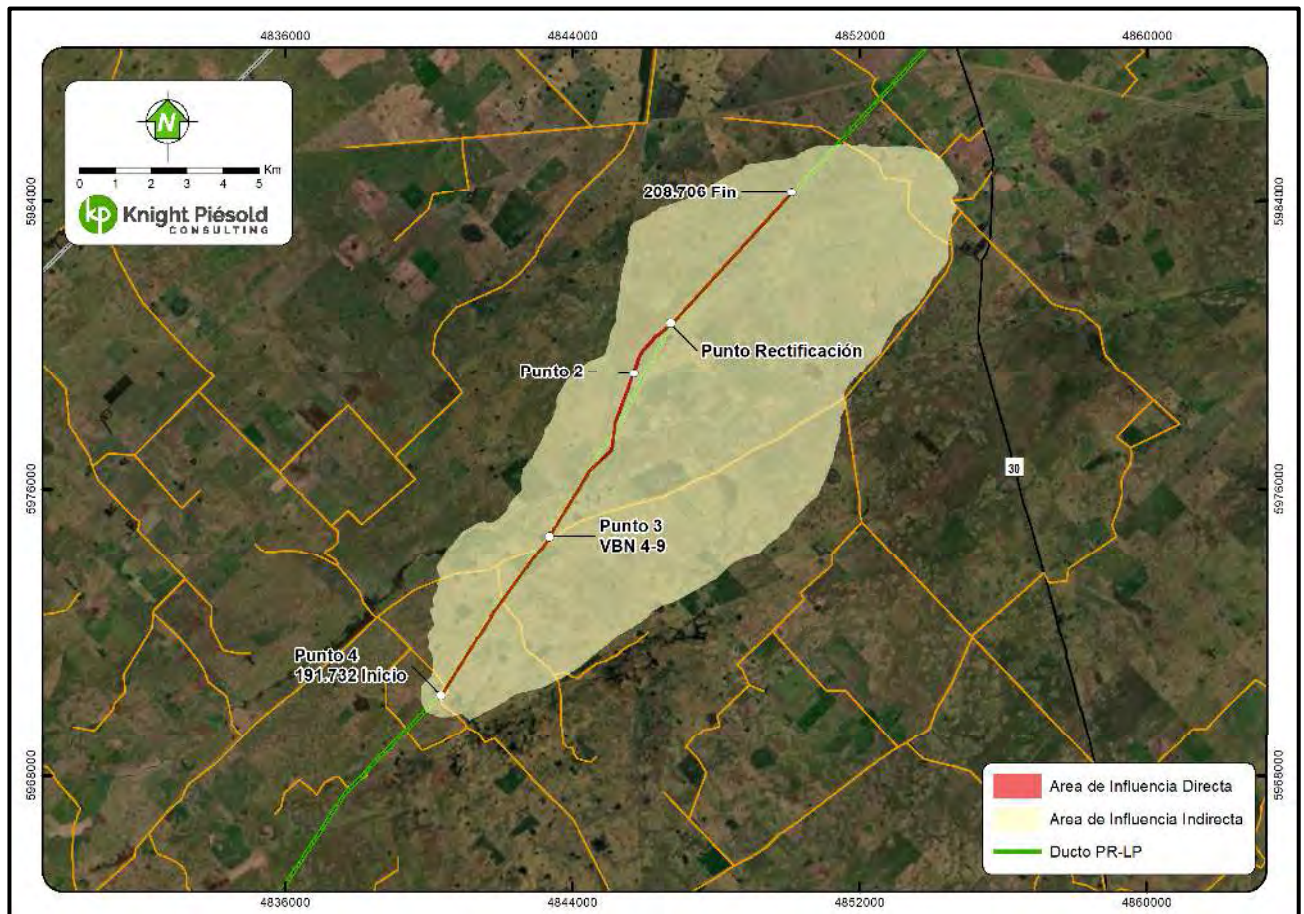 4836000
4844000
4852000
4860000
N
0 1 2 3 4 5 Km
kp Knight Piésold
CONSULTING
5984000
5984000
208.706 Fin
Punto Rectificación
Punto 2
30
5976000
5976000
Punto 3
VBN 4-9
Punto 4
191.732 Inicio
5968000
5968000
Area de Influencia Directa
Area de Influencia Indirecta
Ducto PR-LP
4836000
4844000
4852000
4860000